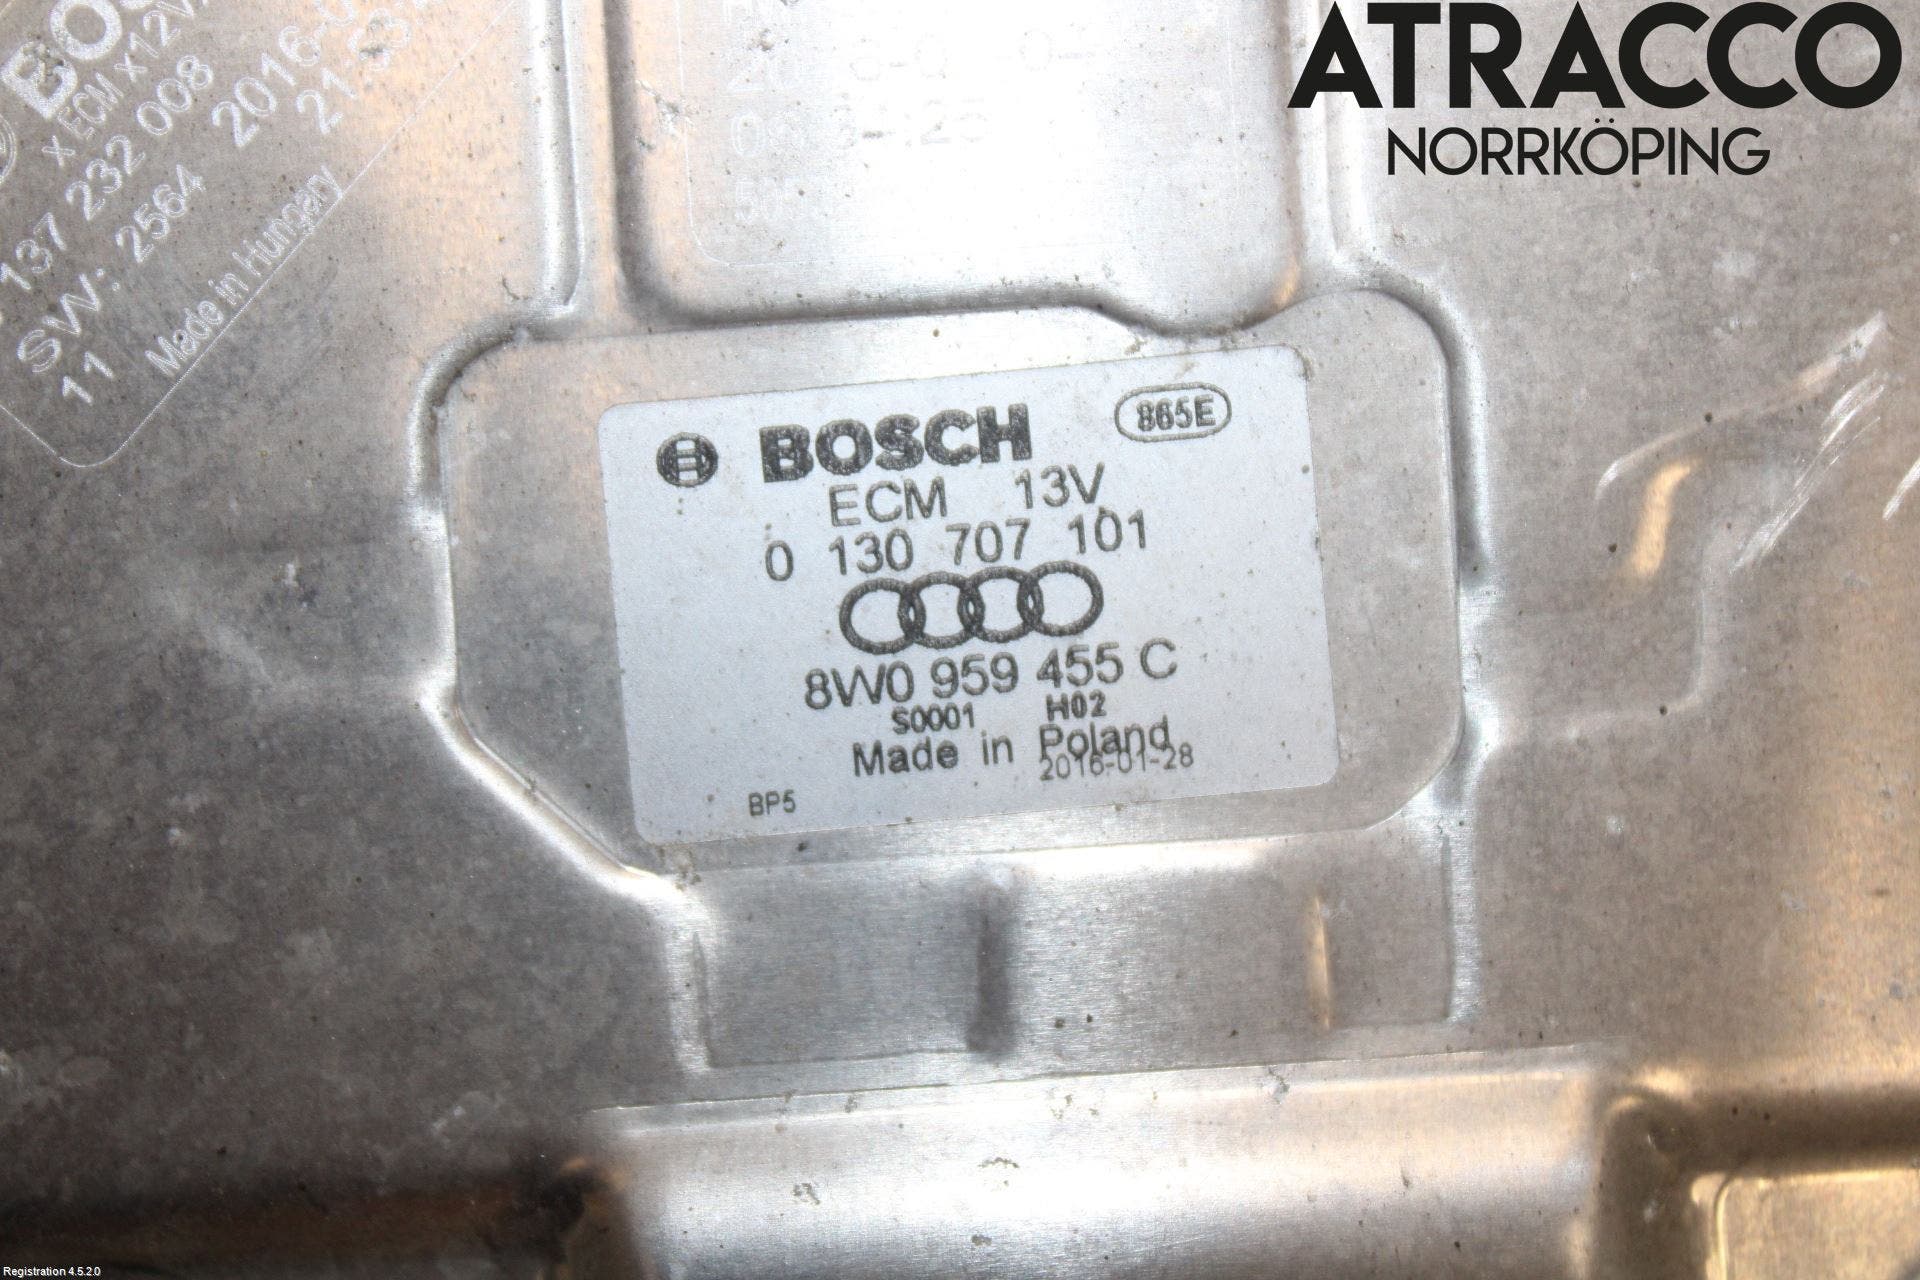 ATRACCO
NORRKÖPING
x ECM x12V
137 232 008
SW: 2564
11
Made in Hungary
BOSCH
865E
ECM 13V
0 130 707 101
8W0 959 455 C
S0001 H02
Made in Poland
2016-01-28
BP5
Registration 4.5.2.0